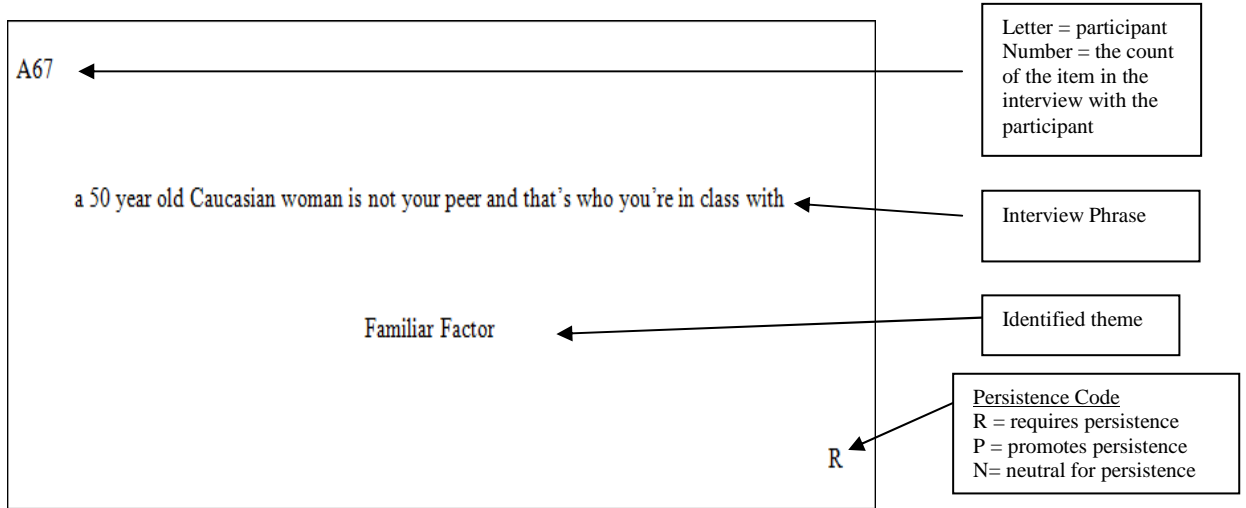 A67
Letter = participant
Number = the count
of the item in the
interview with the
participant
a 50 year old Caucasian woman is not your peer and that's who you're in class with
Interview Phrase
Familiar Factor
Identified theme
Persistence Code
R = requires persistence
P = promotes persistence
N= neutral for persistence
R